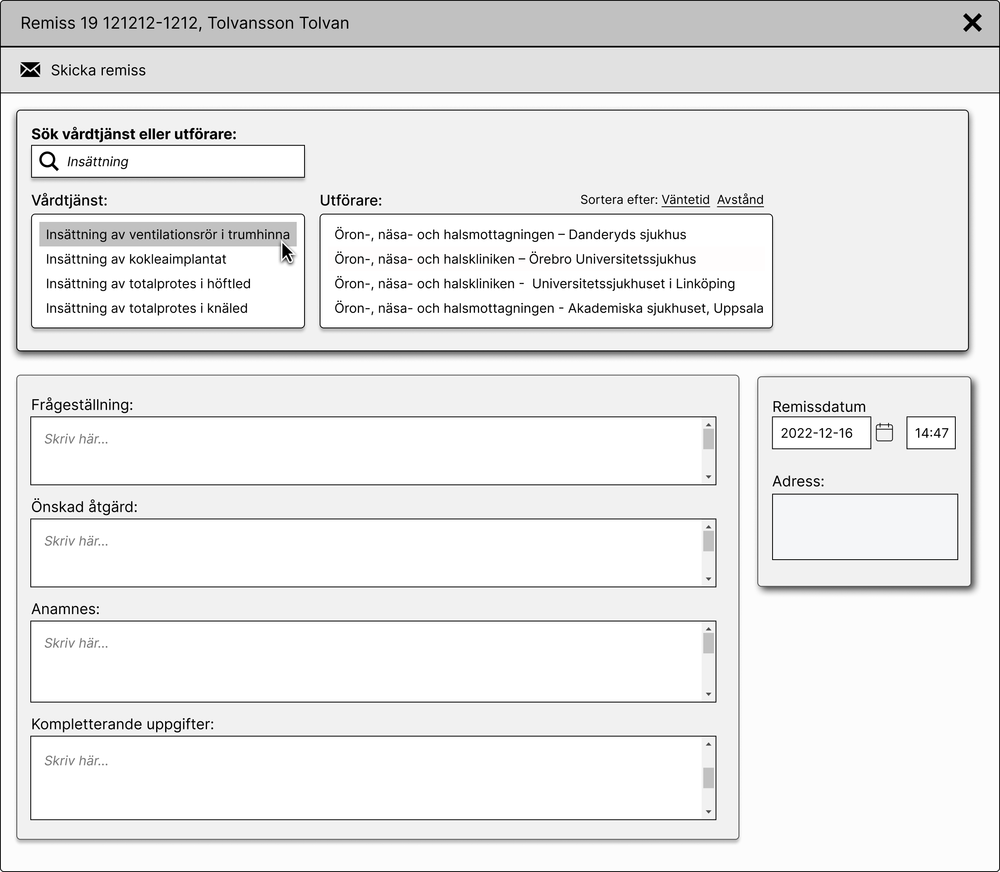 Remiss 19 121212-1212, Tolvansson Tolvan
Skicka remiss
Sök vårdtjänst eller utförare:
Insättning
Vårdtjänst:
Insättning av ventilationsrör i trumhinna
Insättning av kokleaimplantat
Insättning av totalprotes i höftled
Insättning av totalprotes i knäled
Utförare:
Sortera efter: Väntetid Avstånd
Öron-, näsa- och halsmottagningen – Danderyds sjukhus
Öron-, näsa- och halskliniken – Örebro Universitetssjukhus
Öron-, näsa- och halskliniken - Universitetssjukhuset i Linköping
Öron-, näsa- och halsmottagningen - Akademiska sjukhuset, Uppsala
Frågeställning:
Skriv här...
Önskad åtgärd:
Skriv här...
Anamnes:
Skriv här...
Kompletterande uppgifter:
Skriv här...
Remissdatum
2022-12-16
14:47
Adress: